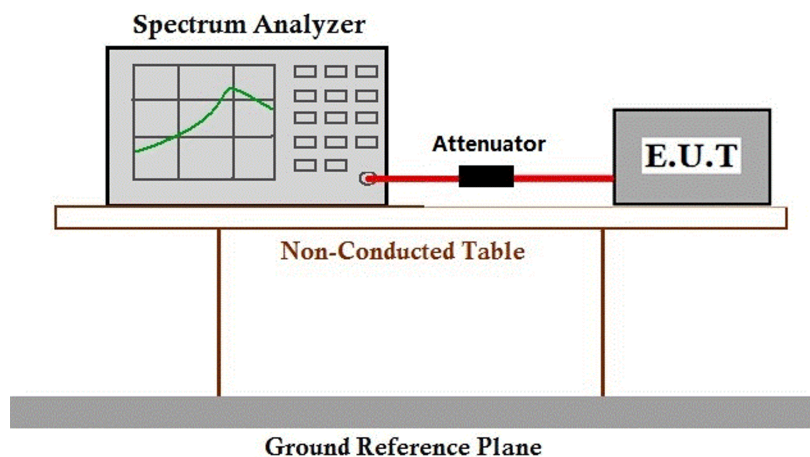 Spectrum Analyzer
Attenuator
E.U.T
Non-Conducted Table
Ground Reference Plane